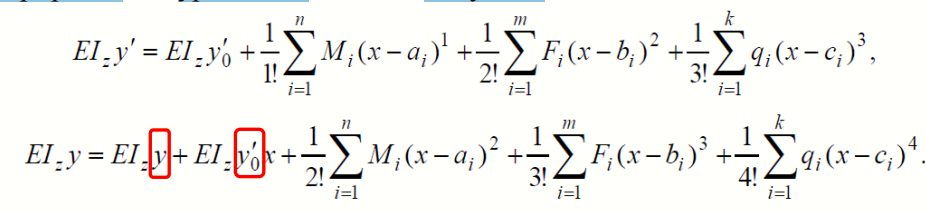 EI_z y′ = EI_z y′_0 + \frac{1}{1!} \sum_{i=1}^{n} M_i (x − a_i)^1 + \frac{1}{2!} \sum_{i=1}^{m} F_i (x − b_i)^2 + \frac{1}{3!} \sum_{i=1}^{k} q_i (x − c_i)^3,
EI_z y = EI_z y + EI_z y′_0 x + \frac{1}{2!} \sum_{i=1}^{n} M_i (x − a_i)^2 + \frac{1}{3!} \sum_{i=1}^{m} F_i (x − b_i)^3 + \frac{1}{4!} \sum_{i=1}^{k} q_i (x − c_i)^4.